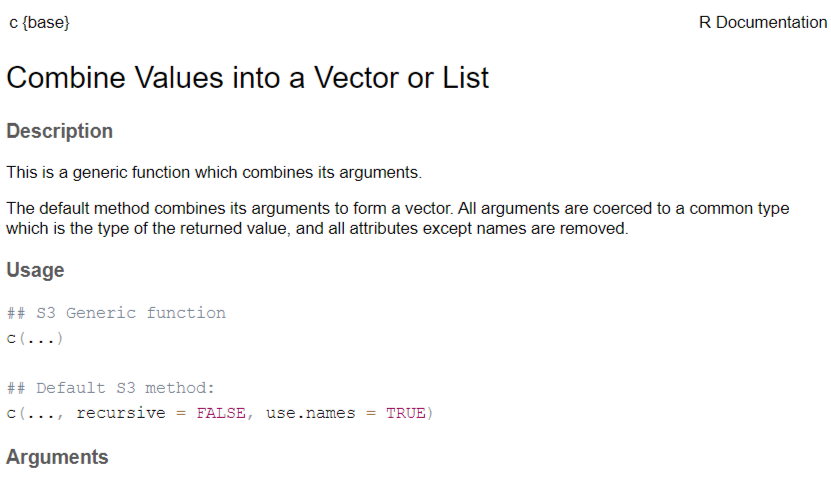 c {base}
R Documentation
Combine Values into a Vector or List
Description
This is a generic function which combines its arguments.
The default method combines its arguments to form a vector. All arguments are coerced to a common type
which is the type of the returned value, and all attributes except names are removed.
Usage
## S3 Generic function
c(...)
## Default S3 method:
c(..., recursive = FALSE, use.names = TRUE)
Arguments